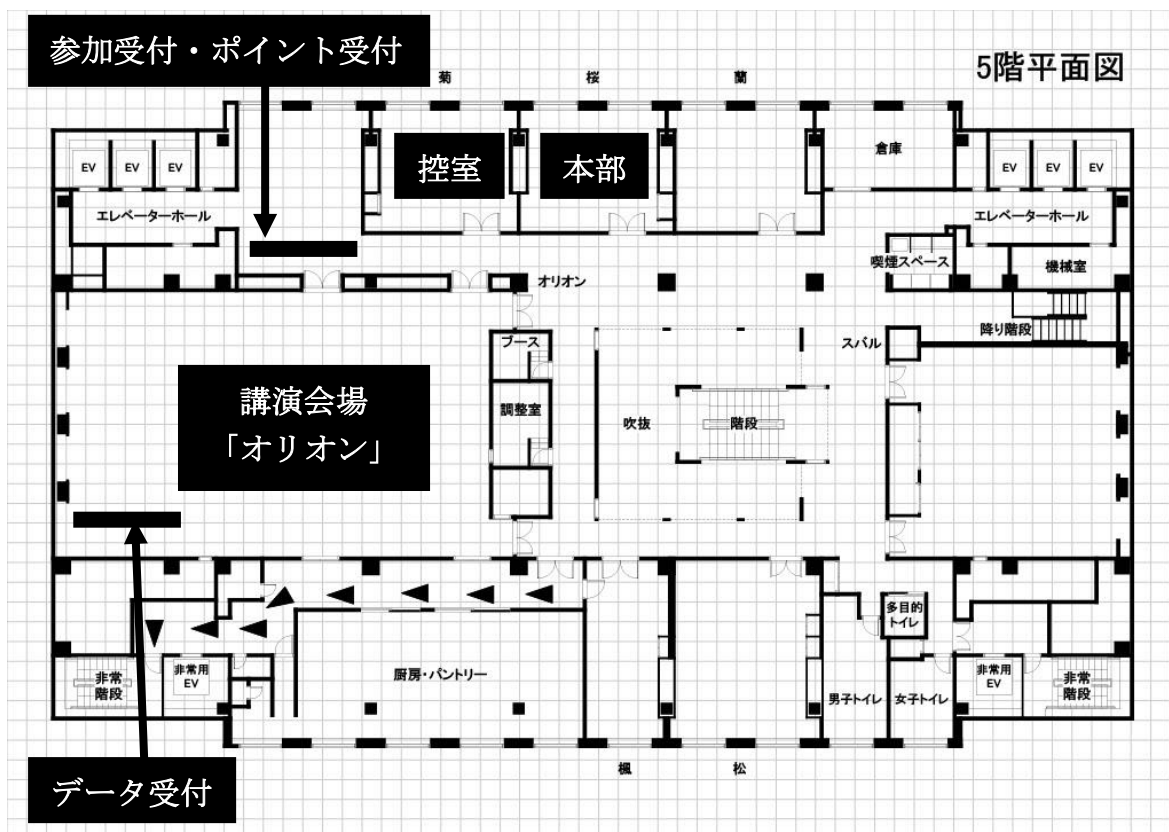 参加受付・ポイント受付
5階平面図
菊
桜
蘭
控室
本部
倉庫
EV
EV
EV
EV
EV
EV
エレベーターホール
エレベーターホール
喫煙スペース
機械室
オリオン
降り階段
ブース
スバル
講演会場
「オリオン」
調整室
吹抜
階段
多目的
トイレ
非常
階段
非常用
EV
厨房・パントリー
男子トイレ
女子トイレ
非常用
EV
非常
階段
楓
松
データ受付